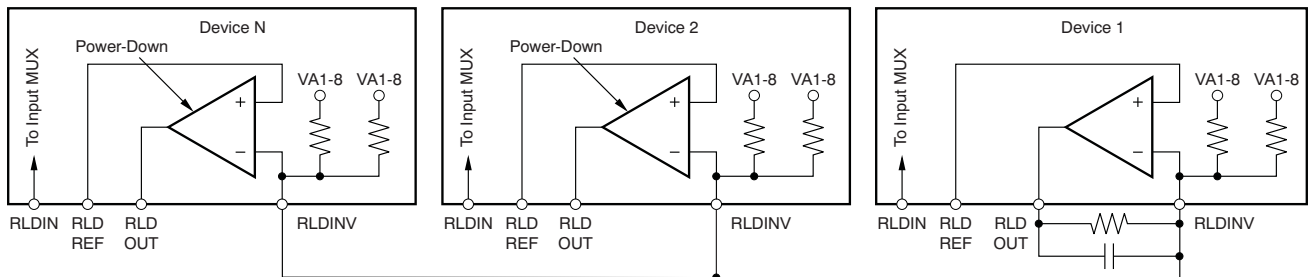 Device N
Power-Down
To Input MUX
VA1-8 VA1-8
+
−
RLDIN RLD REF RLD OUT RLDINV
Device 2
Power-Down
To Input MUX
VA1-8 VA1-8
+
−
RLDIN RLD REF RLD OUT RLDINV
Device 1
To Input MUX
VA1-8 VA1-8
+
−
RLDIN RLD REF RLD OUT RLDINV